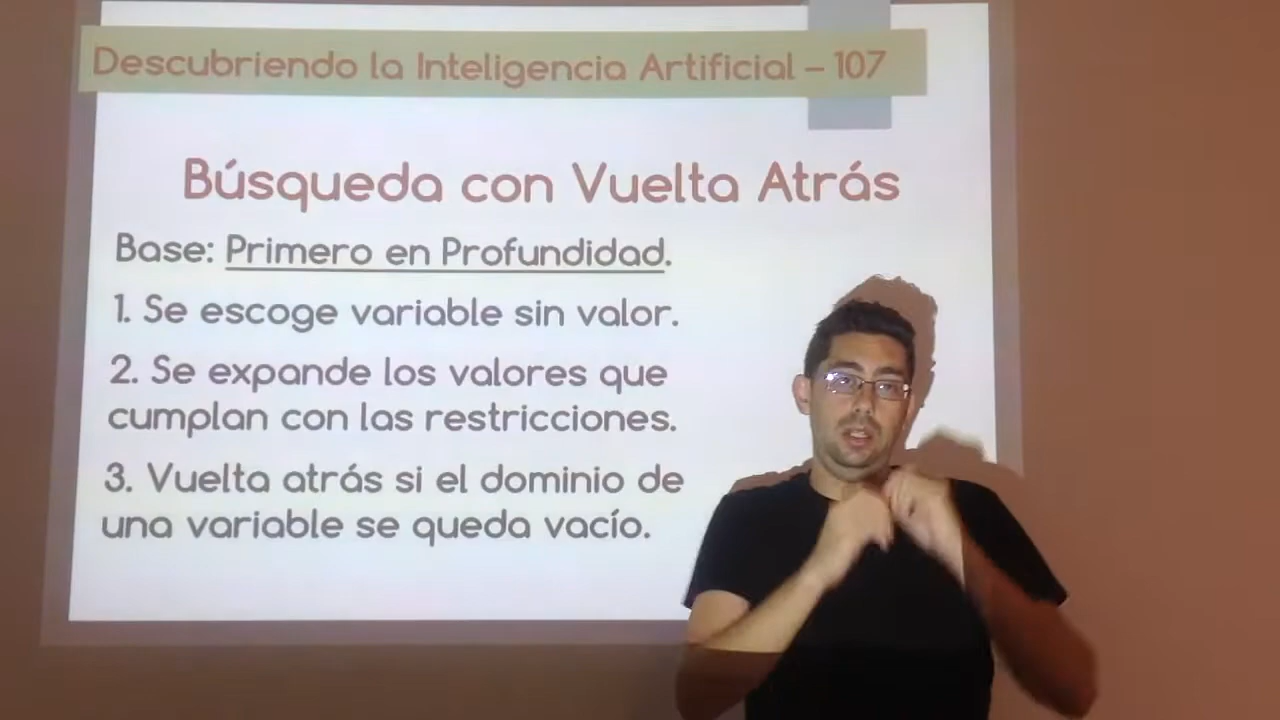 Descubriendo la Inteligencia Artificial – 107
Búsqueda con Vuelta Atrás
Base: Primero en Profundidad.
1. Se escoge variable sin valor.
2. Se expande los valores que
cumplan con las restricciones.
3. Vuelta atrás si el dominio de
una variable se queda vacío.